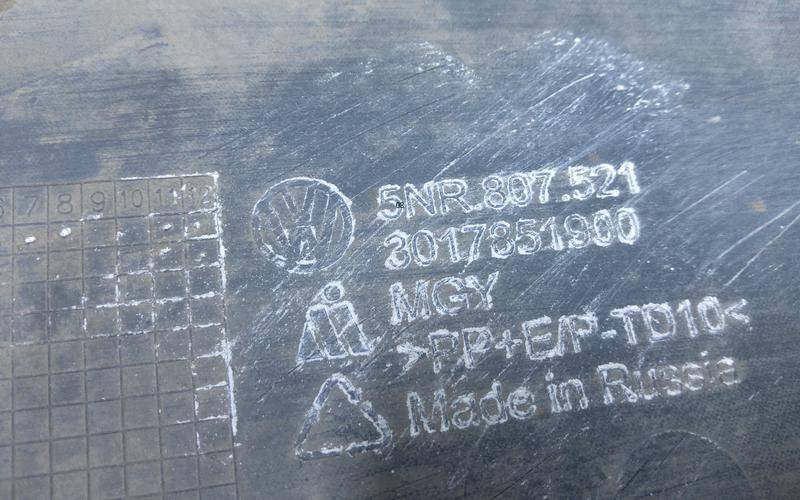 6 7 8 9 10 11 12
5NR.807.521
3017851900
MGY
>PP+E/P-TD10<
Made in Russia